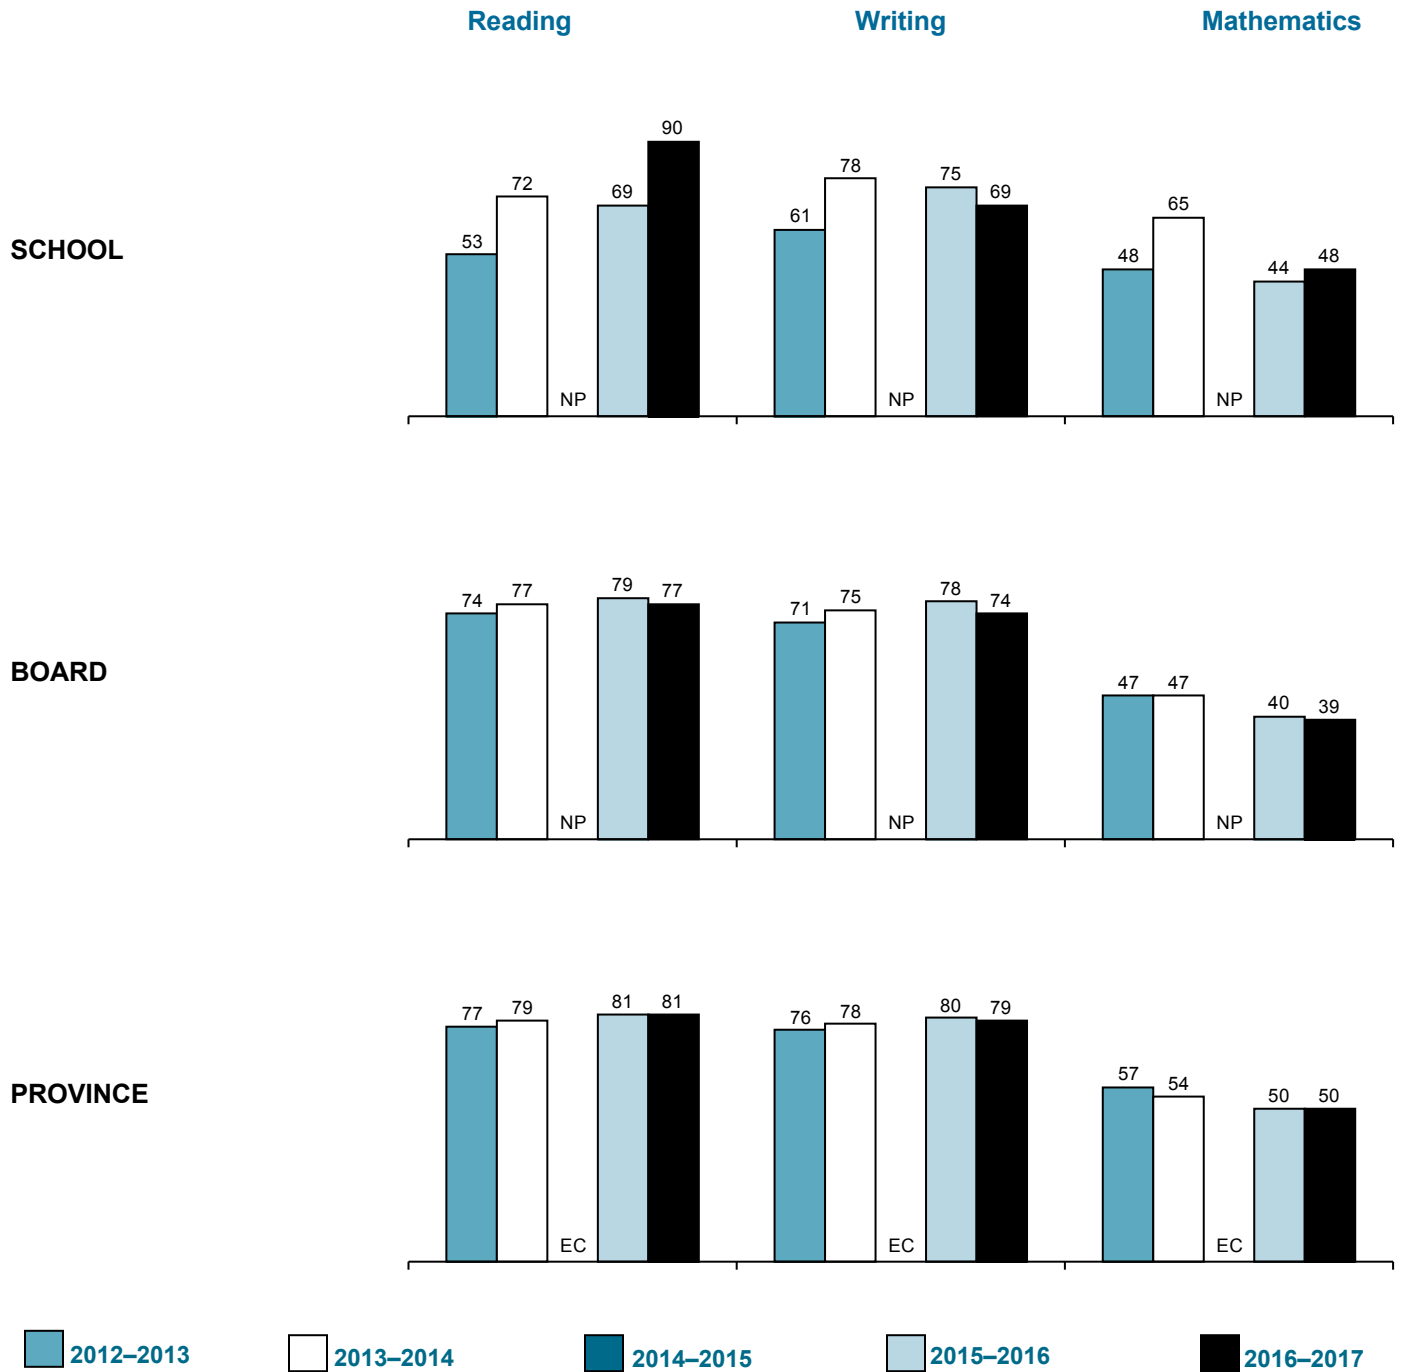 Reading Writing Mathematics
SCHOOL
53 72 NP 69 90 61 78 NP 75 69 48 65 NP 44 48
BOARD
74 77 NP 79 77 71 75 NP 78 74 47 47 NP 40 39
PROVINCE
77 79 EC 81 81 76 78 EC 80 79 57 54 EC 50 50
2012–2013 2013–2014 2014–2015 2015–2016 2016–2017